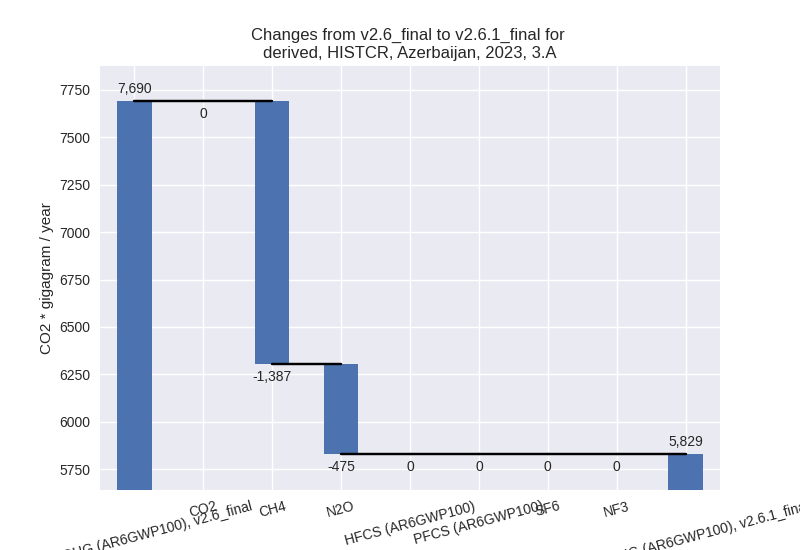 Changes from v2.6_final to v2.6.1_final for
derived, HISTCR, Azerbaijan, 2023, 3.A
CO2 * gigagram / year
7750
7500
7250
7000
6750
6500
6250
6000
5750
7,690
0
-1,387
-475
0
0
0
0
5,829
(AR6GWP100), v2.6_final
CO2
CH4
N2O
HFCS (AR6GWP100)
PFCS (AR6GWP100)
SF6
NF3
(AR6GWP100), v2.6.1_final